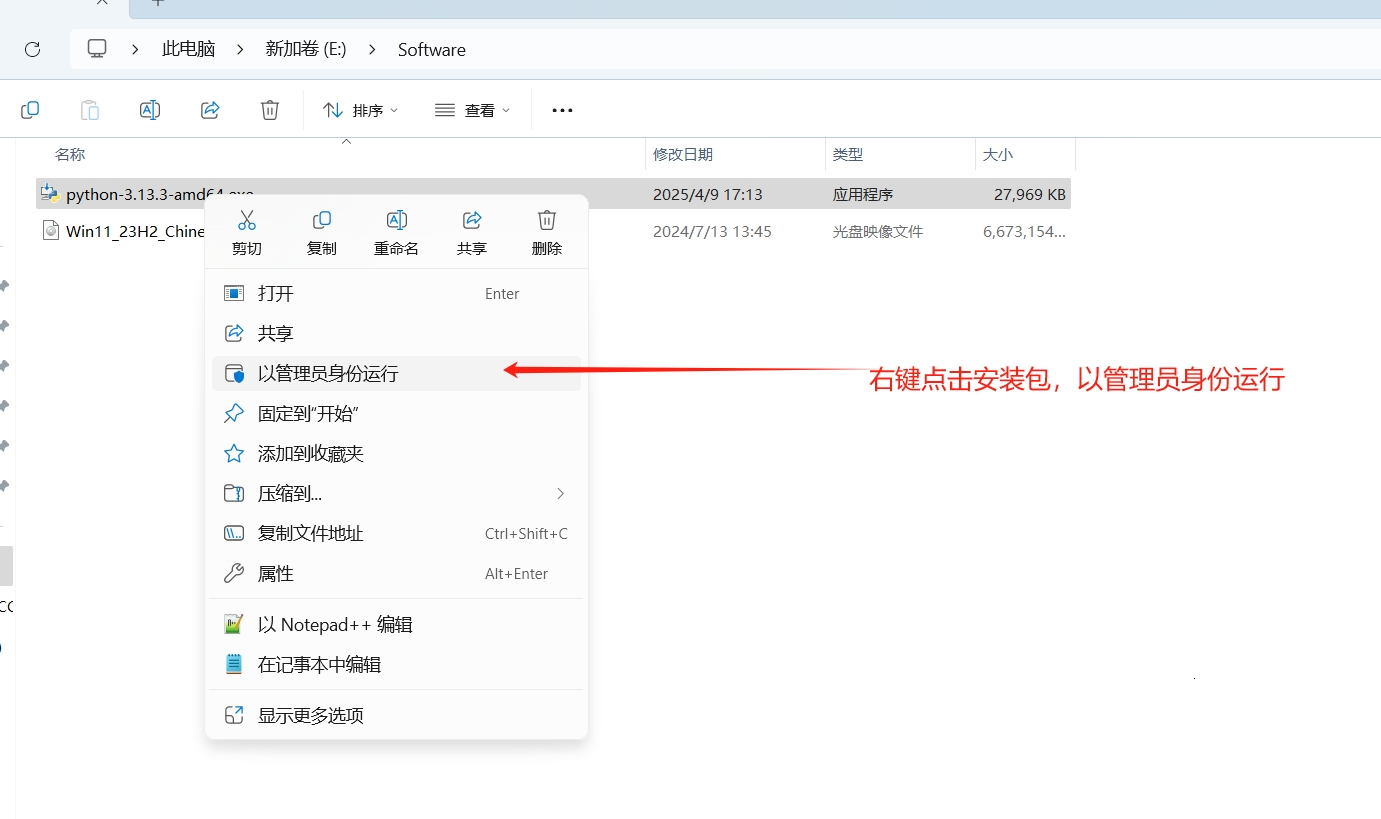 此电脑 > 新加卷 (E:) > Software
排序 查看
名称 修改日期 类型 大小
python-3.13.3-amd64.exe 2025/4/9 17:13 应用程序 27,969 KB
Win11_23H2_Chine 2024/7/13 13:45 光盘映像文件 6,673,154...
剪切 复制 重命名 共享 删除
打开 Enter
共享
以管理员身份运行
右键点击安装包，以管理员身份运行
固定到“开始”
添加到收藏夹
压缩到...
复制文件地址 Ctrl+Shift+C
属性 Alt+Enter
以 Notepad++ 编辑
在记事本中编辑
显示更多选项